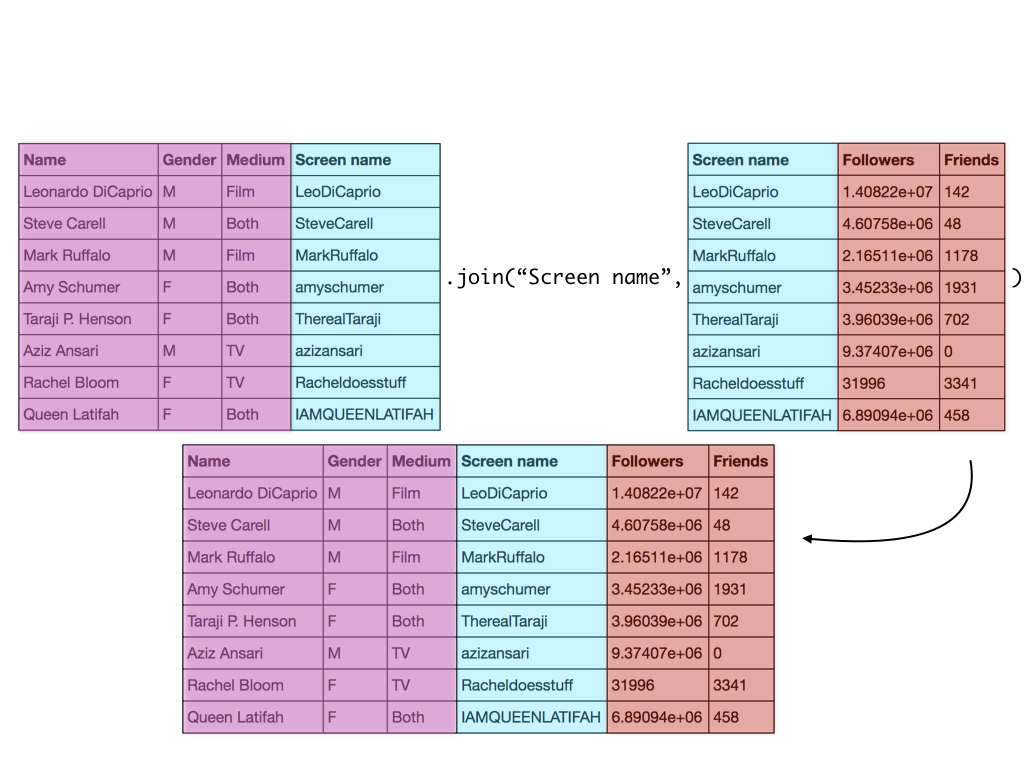 Name Gender Medium Screen name
Leonardo DiCaprio M Film LeoDiCaprio
Steve Carell M Both SteveCarell
Mark Ruffalo M Film MarkRuffalo
Amy Schumer F Both amyschumer
Taraji P. Henson F Both TherealTaraji
Aziz Ansari M TV azizansari
Rachel Bloom F TV Racheldoesstuff
Queen Latifah F Both IAMQUEENLATIFAH
.join(“Screen name”,
Screen name Followers Friends
LeoDiCaprio 1.40822e+07 142
SteveCarell 4.60758e+06 48
MarkRuffalo 2.16511e+06 1178
amyschumer 3.45233e+06 1931
TherealTaraji 3.96039e+06 702
azizansari 9.37407e+06 0
Racheldoesstuff 31996 3341
IAMQUEENLATIFAH 6.89094e+06 458
)
Name Gender Medium Screen name Followers Friends
Leonardo DiCaprio M Film LeoDiCaprio 1.40822e+07 142
Steve Carell M Both SteveCarell 4.60758e+06 48
Mark Ruffalo M Film MarkRuffalo 2.16511e+06 1178
Amy Schumer F Both amyschumer 3.45233e+06 1931
Taraji P. Henson F Both TherealTaraji 3.96039e+06 702
Aziz Ansari M TV azizansari 9.37407e+06 0
Rachel Bloom F TV Racheldoesstuff 31996 3341
Queen Latifah F Both IAMQUEENLATIFAH 6.89094e+06 458